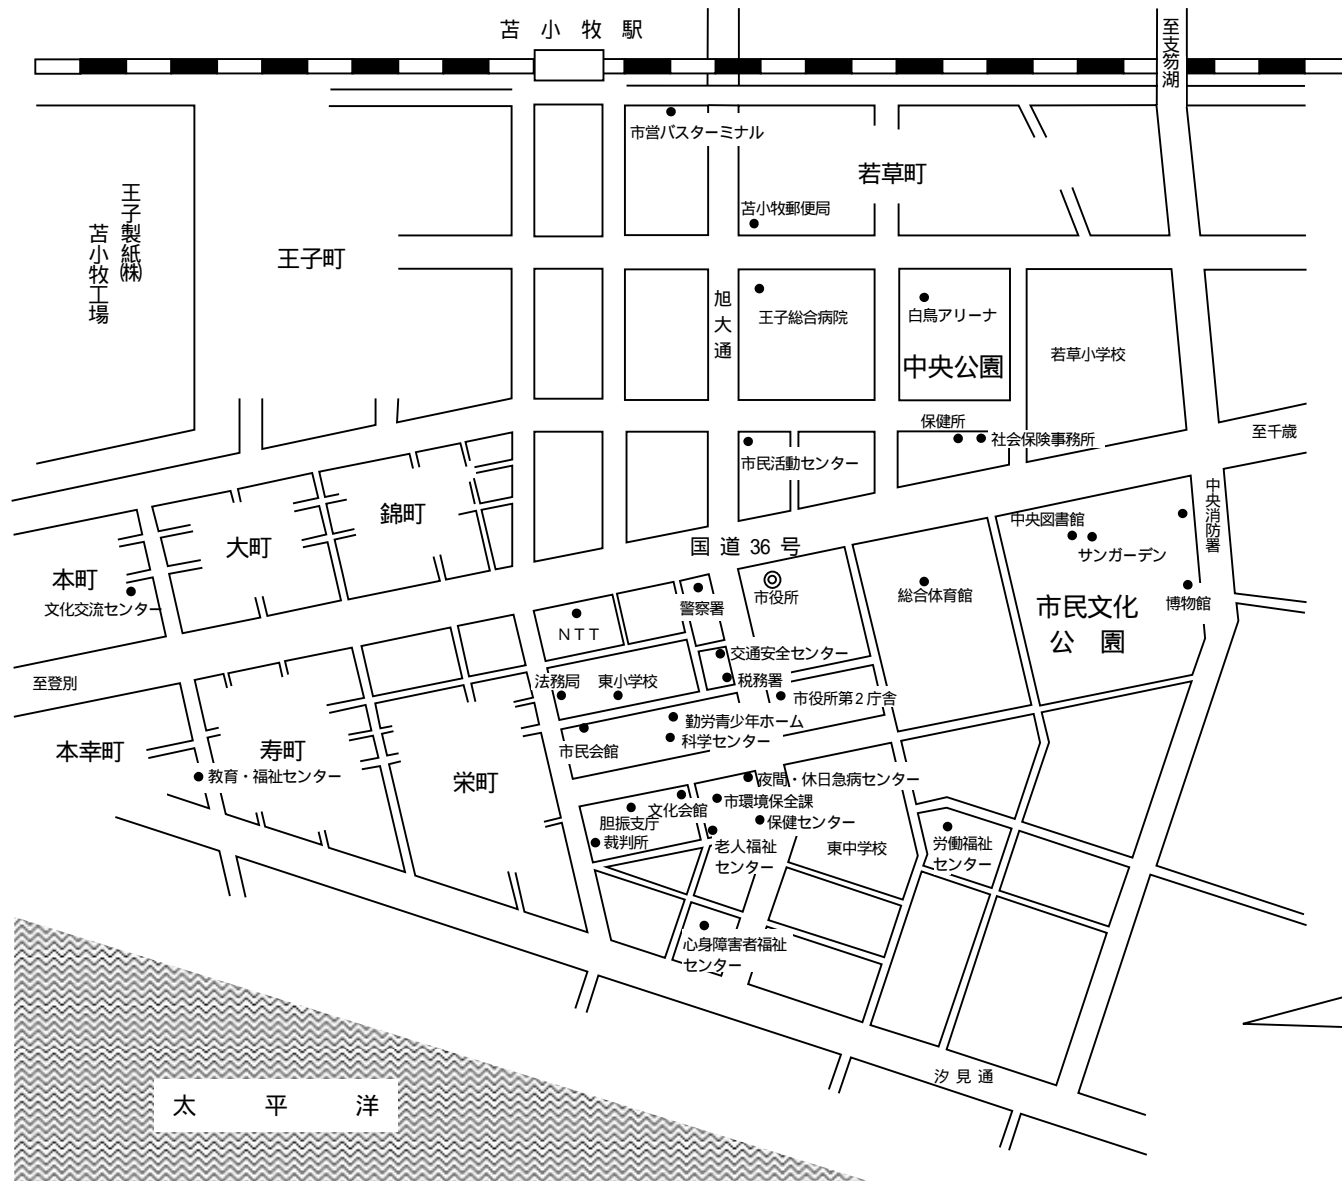 苫小牧駅
至支笏湖
市営バスターミナル
若草町
王子製紙㈱
苫小牧工場
苫小牧郵便局
王子町
旭大通
王子総合病院
白鳥アリーナ
中央公園
若草小学校
保健所
社会保険事務所
至千歳
市民活動センター
錦町
大町
本町
文化交流センター
国道36号
中央図書館
サンガーデン
中央消防署
市役所
総合体育館
市民文化
公園
博物館
警察署
NTT
交通安全センター
税務署
至登別
法務局
東小学校
市役所第2庁舎
勤労青少年ホーム
科学センター
市民会館
本幸町
寿町
教育・福祉センター
栄町
夜間・休日急病センター
文化会館
市環境保全課
胆振支庁
保健センター
裁判所
老人福祉
センター
東中学校
労働福祉
センター
心身障害者福祉
センター
汐見通
太平洋